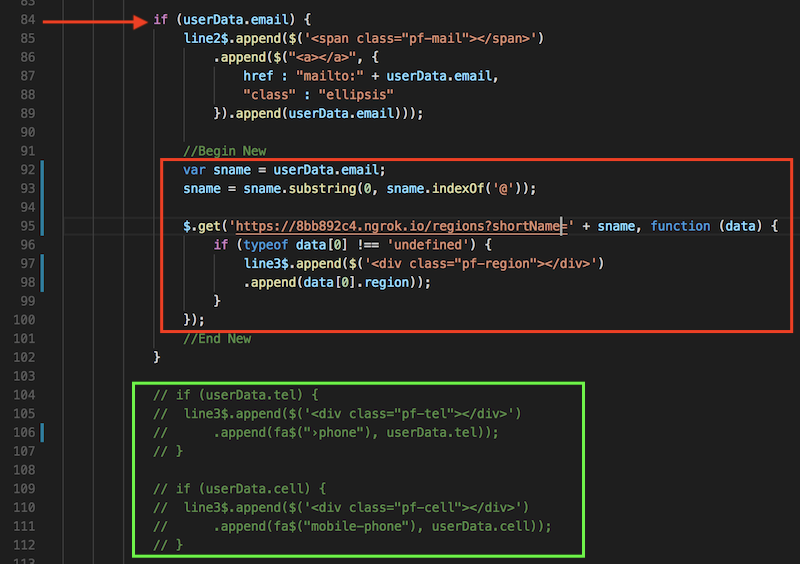 83
84 if (userData.email) {
85 line2$.append($('<span class="pf-mail"></span>')
86 .append($("<a></a>", {
87 href : "mailto:" + userData.email,
88 "class" : "ellipsis"
89 }).append(userData.email)));
90
91 //Begin New
92 var sname = userData.email;
93 sname = sname.substring(0, sname.indexOf('@'));
94
95 $.get('https://8bb892c4.ngrok.io/regions?shortName=' + sname, function (data) {
96 if (typeof data[0] !== 'undefined') {
97 line3$.append($('<div class="pf-region"></div>')
98 .append(data[0].region));
99 }
100 });
101 //End New
102 }
103
104 // if (userData.tel) {
105 // line3$.append($('<div class="pf-tel"></div>')
106 // .append(fa$("›phone"), userData.tel));
107 // }
108
109 // if (userData.cell) {
110 // line3$.append($('<div class="pf-cell"></div>')
111 // .append(fa$("mobile-phone"), userData.cell));
112 // }
113